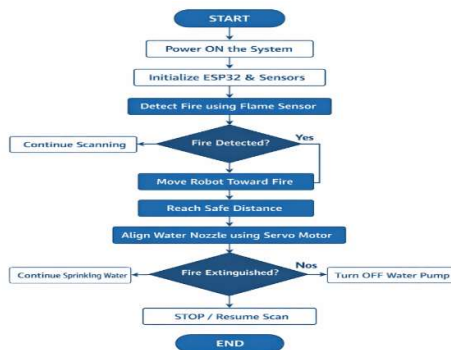 START
Power ON the System
Initialize ESP32 & Sensors
Detect Fire using Flame Sensor
Fire Detected?
Yes
Continue Scanning
Move Robot Toward Fire
Reach Safe Distance
Align Water Nozzle using Servo Motor
Fire Extinguished?
Nos
Continue Sprinkling Water
Turn OFF Water Pump
STOP / Resume Scan
END